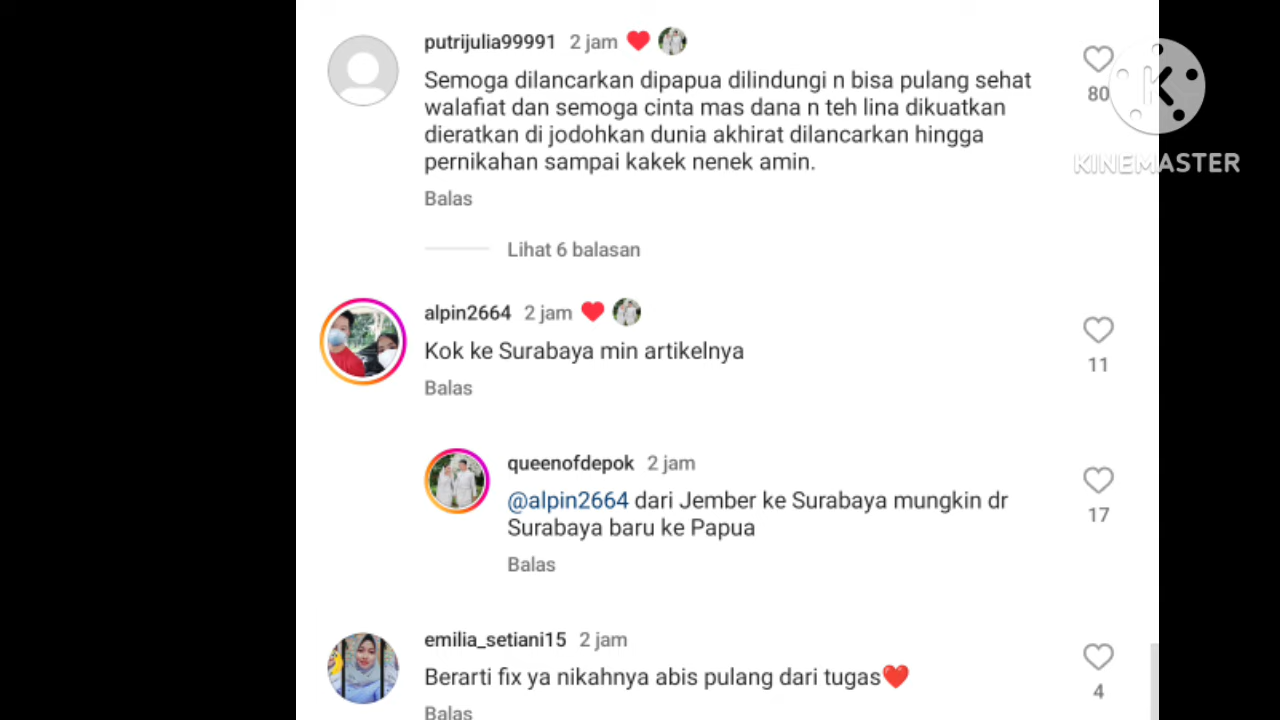 putrijulia99991 2 jam
Semoga dilancarkan dipapua dilindungi n bisa pulang sehat
walafiat dan semoga cinta mas dana n teh lina dikuatkan
dieratkan di jodohkan dunia akhirat dilancarkan hingga
pernikahan sampai kakek nenek amin.
80
Balas
Lihat 6 balasan
KINEMASTER
alpin2664 2 jam
Kok ke Surabaya min artikelnya
11
Balas
queenofdepok 2 jam
@alpin2664 dari Jember ke Surabaya mungkin dr
Surabaya baru ke Papua
17
Balas
emilia_setiani15 2 jam
Berarti fix ya nikahnya abis pulang dari tugas❤️
4
Balas